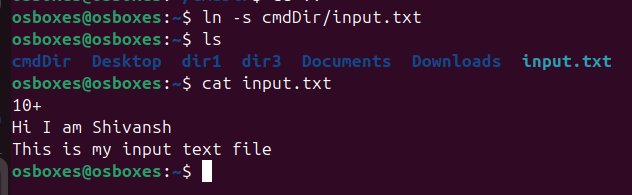 osboxes@osboxes:~$ ln -s cmdDir/input.txt
osboxes@osboxes:~$ ls
cmdDir  Desktop  dir1  dir3  Documents  Downloads  input.txt
osboxes@osboxes:~$ cat input.txt
10+
Hi I am Shivansh
This is my input text file
osboxes@osboxes:~$